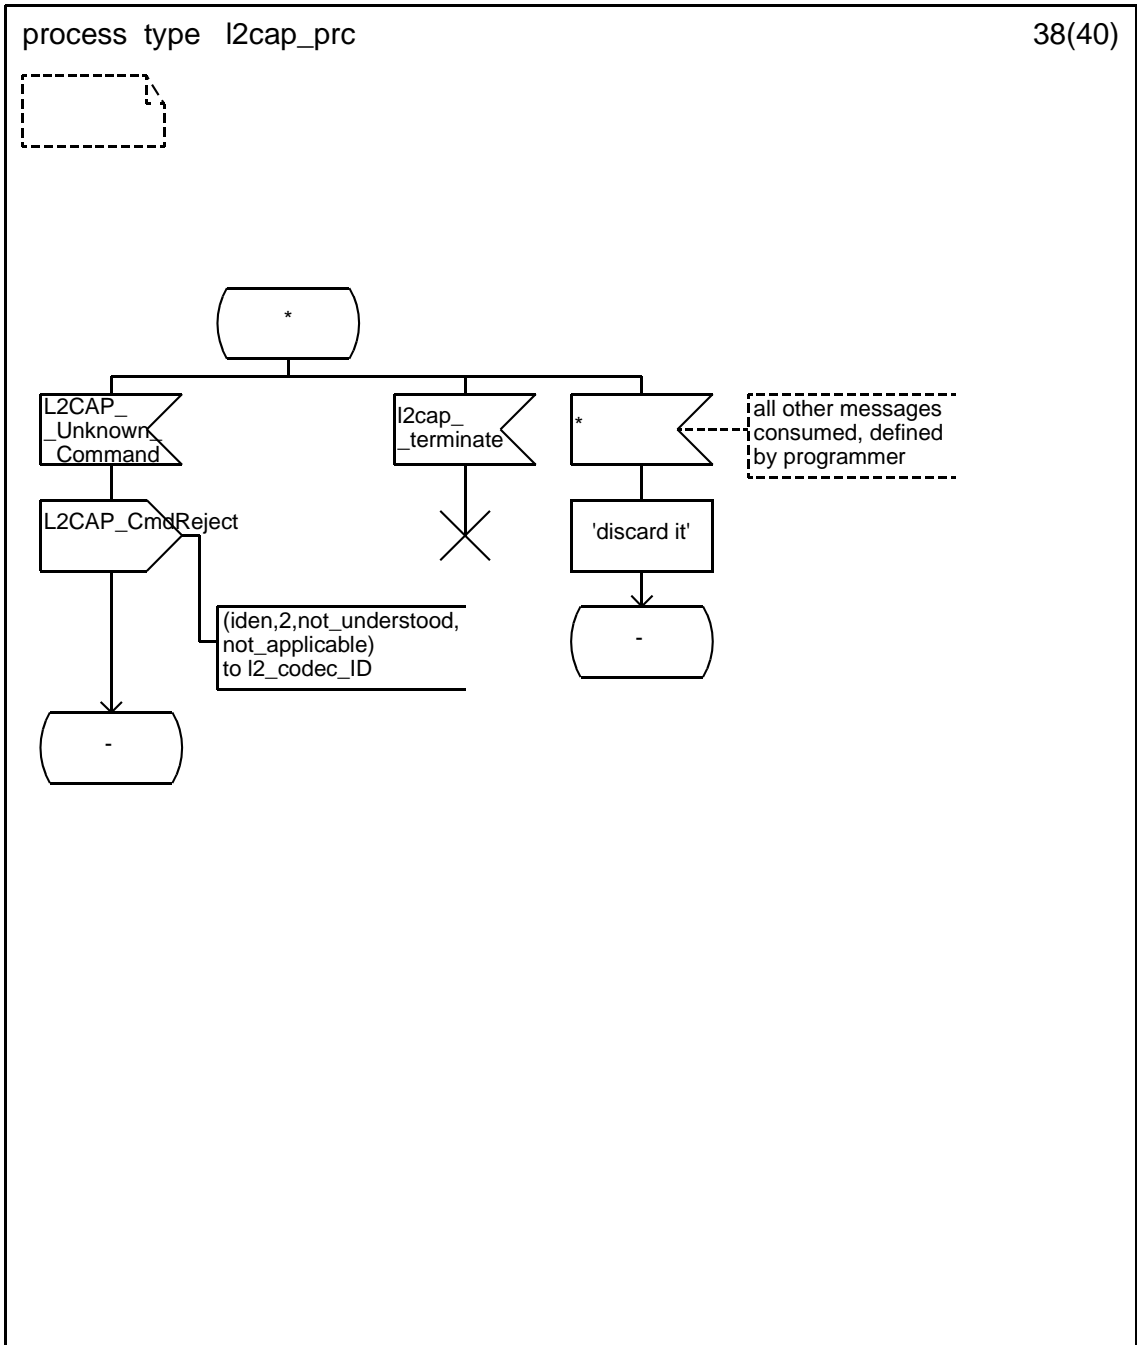 process type l2cap_prc
38(40)
*
L2CAP_
_Unknown_
_Command
l2cap_
_terminate
*
all other messages
consumed, defined
by programmer
L2CAP_CmdReject
'discard it'
(iden,2,not_understood,
not_applicable)
to l2_codec_ID
-
-